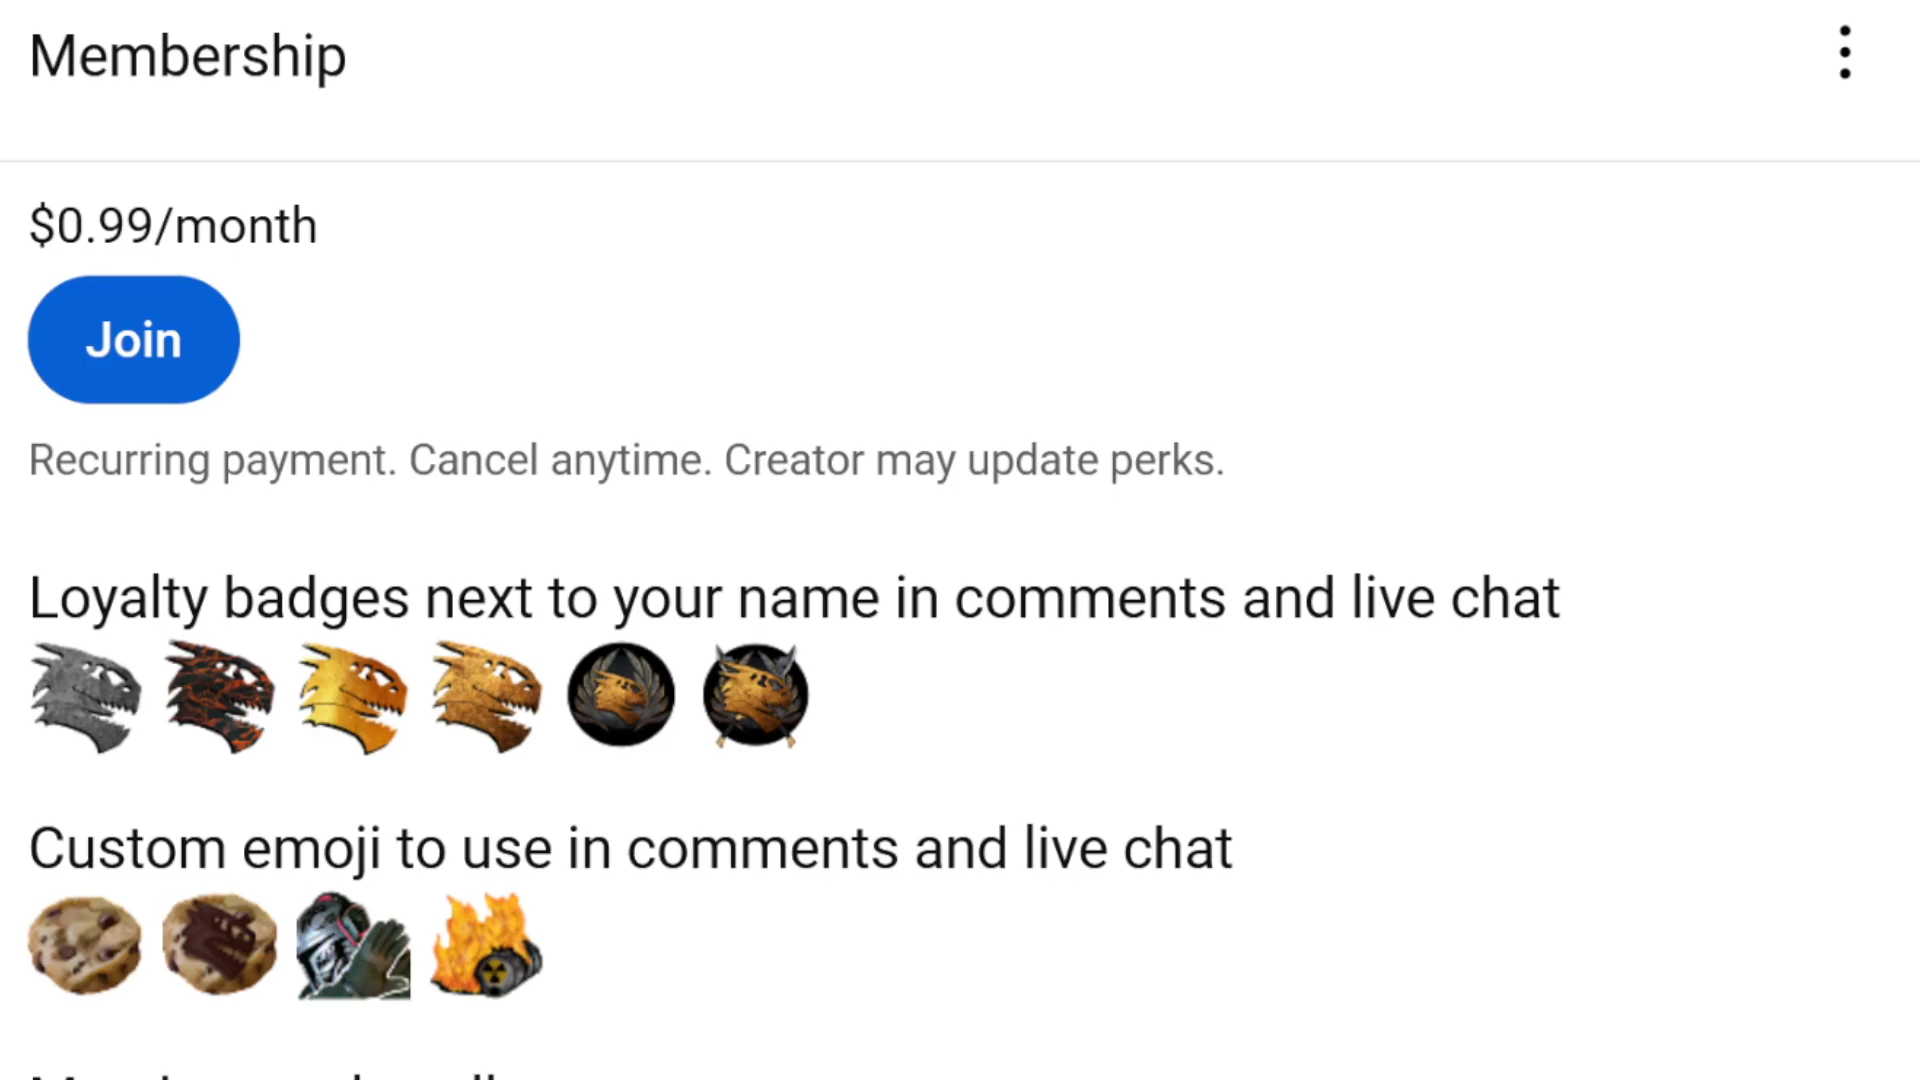 Membership
$0.99/month
Join
Recurring payment. Cancel anytime. Creator may update perks.
Loyalty badges next to your name in comments and live chat
Custom emoji to use in comments and live chat